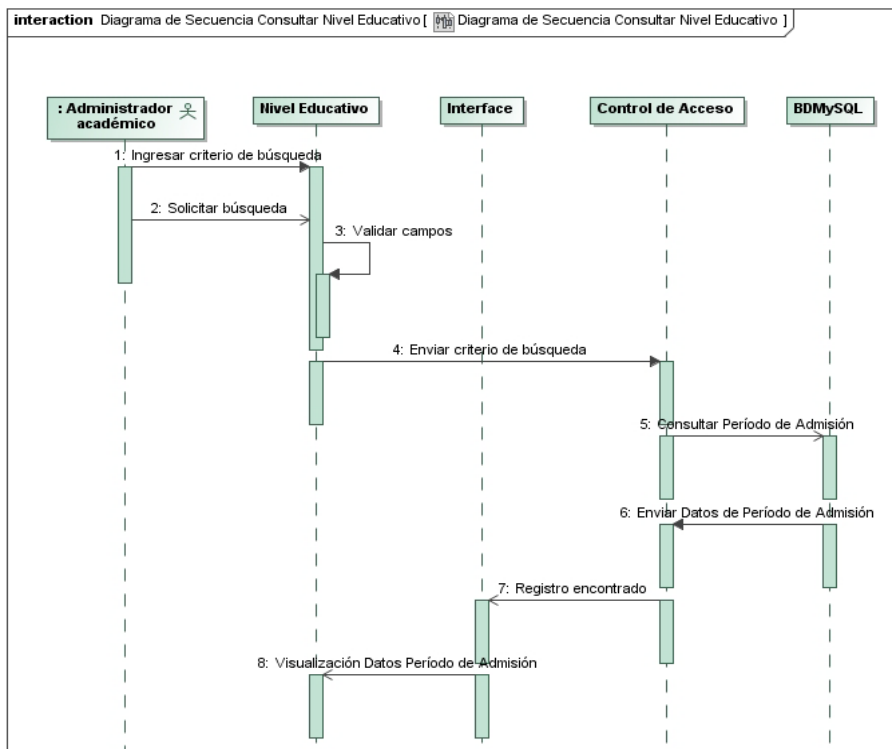 interaction Diagrama de Secuencia Consultar Nivel Educativo[ Diagrama de Secuencia Consultar Nivel Educativo ]
: Administrador
académico
Nivel Educativo
Interface
Control de Acceso
BDMySQL
1: Ingresar criterio de búsqueda
2: Solicitar búsqueda
3: Validar campos
4: Enviar criterio de búsqueda
5: Consultar Período de Admisión
6: Enviar Datos de Período de Admisión
7: Registro encontrado
8: Visualización Datos Período de Admisión